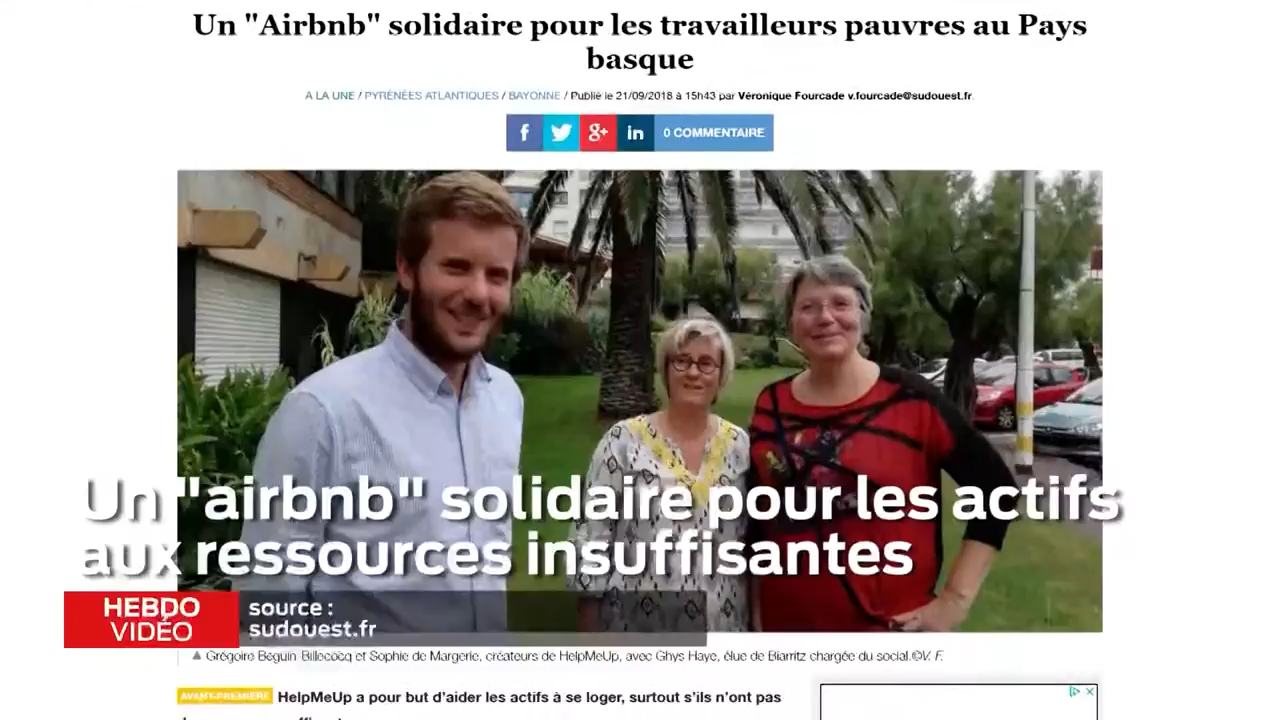 Un "Airbnb" solidaire pour les travailleurs pauvres au Pays
basque
A LA UNE / PYRÉNÉES ATLANTIQUES / BAYONNE / Publié le 21/09/2018 à 15h43 par Véronique Fourcade v.fourcade@sudouest.fr.
f g+ in 0 COMMENTAIRE
Un "airbnb" solidaire pour les actifs
aux ressources insuffisantes
HEBDO
VIDÉO
source :
sudouest.fr
Grégoire Béguin-Billecocq et Sophie de Margerie, créateurs de HelpMeUp, avec Ghys Haye, élue de Biarritz chargée du social. ©V. F.
AVANT-PREMIÈRE HelpMeUp a pour but d'aider les actifs à se loger, surtout s'ils n'ont pas